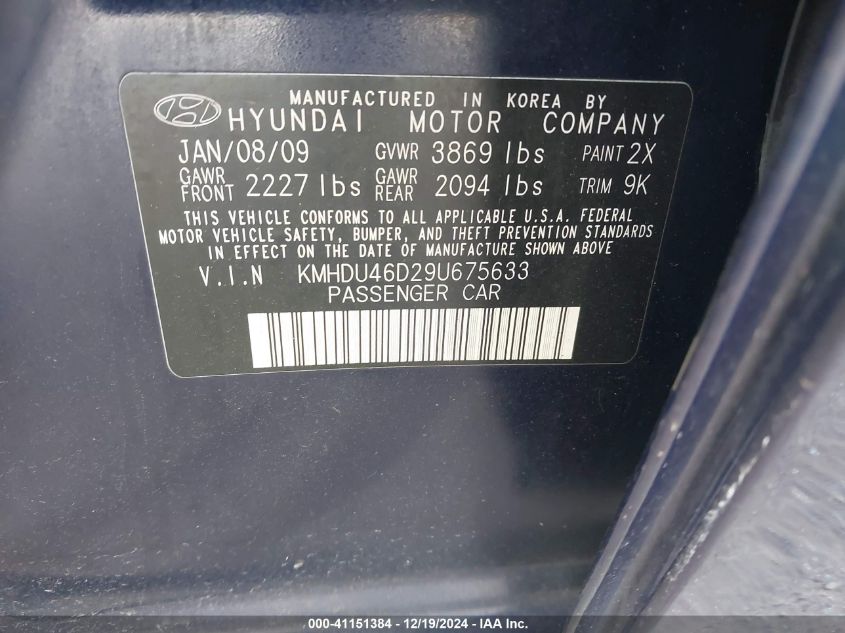 MANUFACTURED IN KOREA BY
HYUNDAI MOTOR COMPANY
JAN/08/09 GVWR 3869 lbs PAINT 2X
GAWR FRONT 2227 lbs GAWR REAR 2094 lbs TRIM 9K
THIS VEHICLE CONFORMS TO ALL APPLICABLE U.S.A. FEDERAL
MOTOR VEHICLE SAFETY, BUMPER, AND THEFT PREVENTION STANDARDS
IN EFFECT ON THE DATE OF MANUFACTURE SHOWN ABOVE
V.I.N KMHDU46D29U675633
PASSENGER CAR
000-41151384 - 12/19/2024 - IAA Inc.